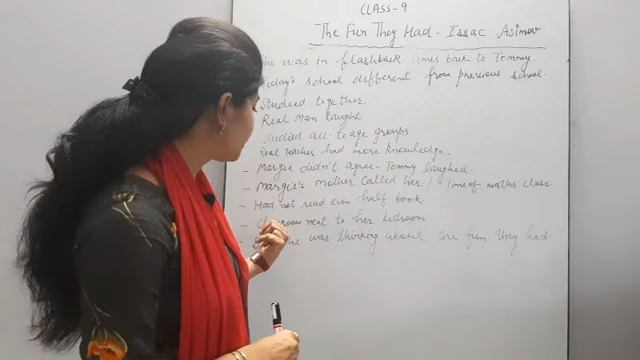 CLASS-9
The Fun They Had - Issac Asimov
was in flashback. Comes back to Tommy
Today's school different from previous school.
Studied together
Real Man taught
Studied acc. to age groups
Real teacher had more knowledge
- Margie didn't agree. Tommy laughed.
- Margie's mother called her / Time of maths class.
- Had not read even half book.
- next to her bedroom
was thinking about the fun they had